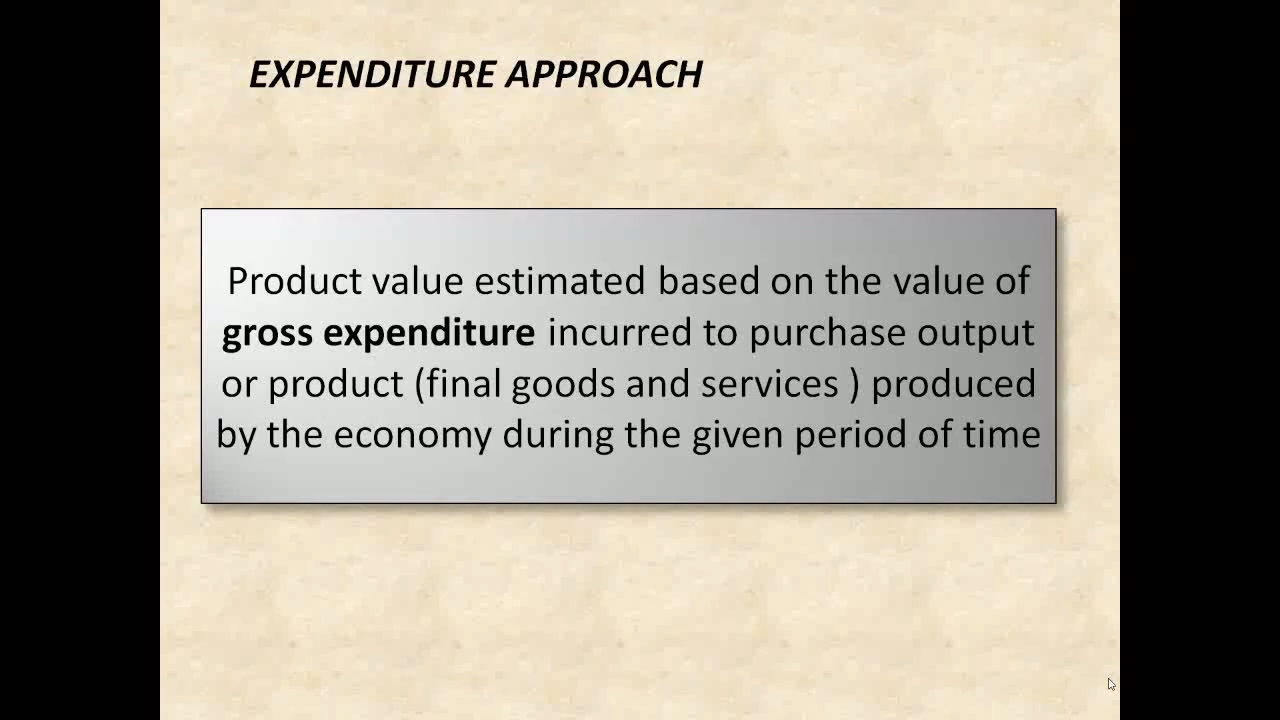 EXPENDITURE APPROACH
Product value estimated based on the value of
gross expenditure incurred to purchase output
or product (final goods and services ) produced
by the economy during the given period of time